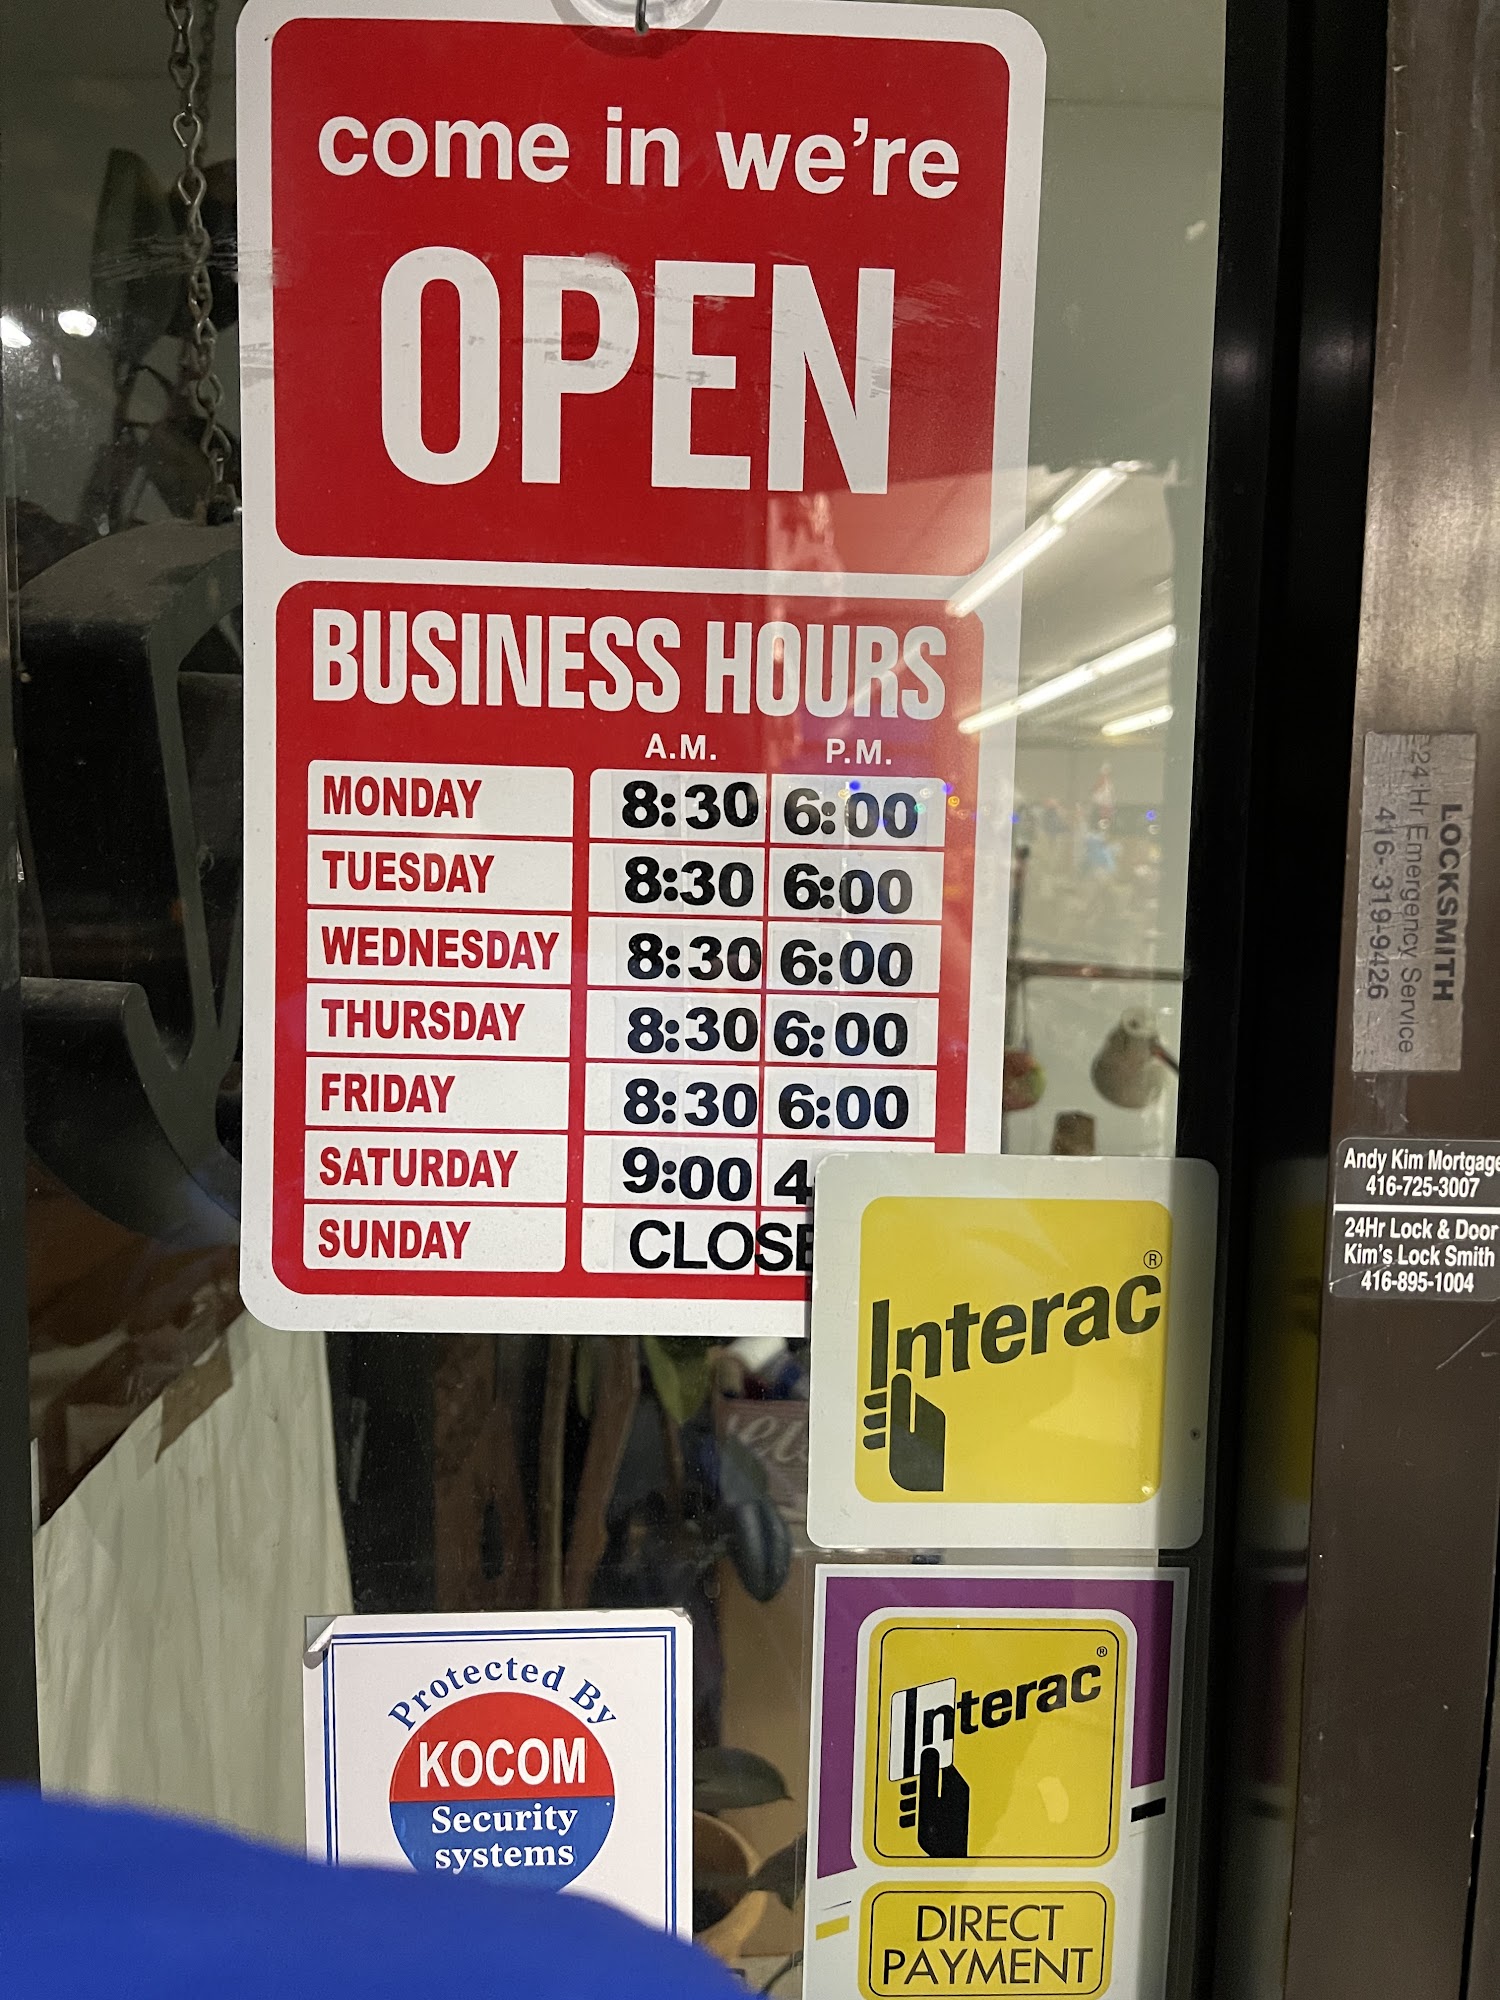 come in we're
OPEN
BUSINESS HOURS
A.M. P.M.
MONDAY 8:30 6:00
TUESDAY 8:30 6:00
WEDNESDAY 8:30 6:00
THURSDAY 8:30 6:00
FRIDAY 8:30 6:00
SATURDAY 9:00 4
SUNDAY CLOSE
Interac®
Interac®
DIRECT
PAYMENT
Protected By
KOCOM
Security
systems
LOCKSMITH
24 Hr Emergency Service
416-319-9426
Andy Kim Mortgage
416-725-3007
24Hr Lock & Door
Kim's Lock Smith
416-895-1004